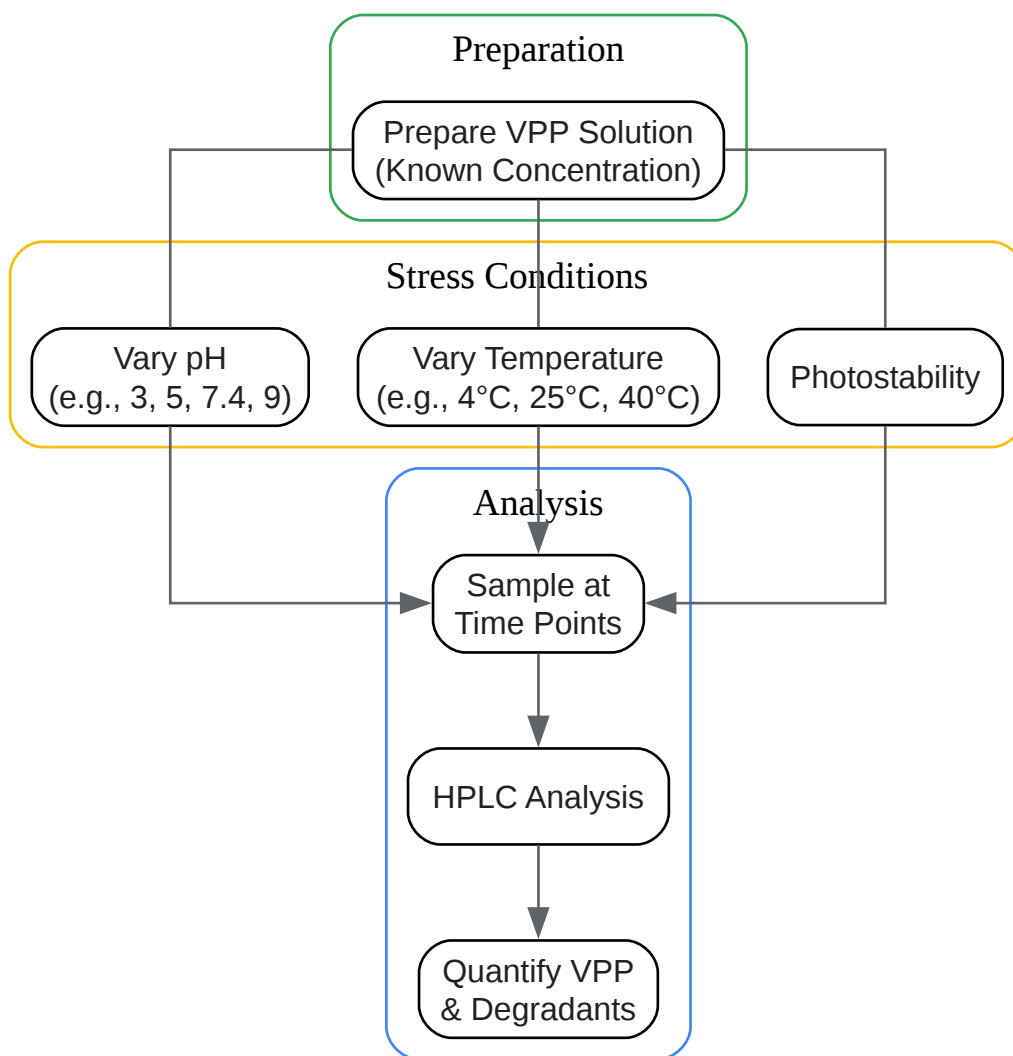 Preparation
Prepare VPP Solution
(Known Concentration)
Stress Conditions
Vary pH
(e.g., 3, 5, 7.4, 9)
Vary Temperature
(e.g., 4°C, 25°C, 40°C)
Photostability
Analysis
Sample at
Time Points
HPLC Analysis
Quantify VPP
& Degradants